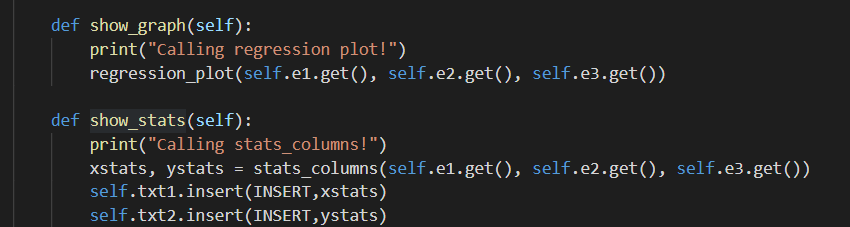 def show_graph(self):
    print("Calling regression plot!")
    regression_plot(self.e1.get(), self.e2.get(), self.e3.get())

def show_stats(self):
    print("Calling stats_columns!")
    xstats, ystats = stats_columns(self.e1.get(), self.e2.get(), self.e3.get())
    self.txt1.insert(INSERT,xstats)
    self.txt2.insert(INSERT,ystats)